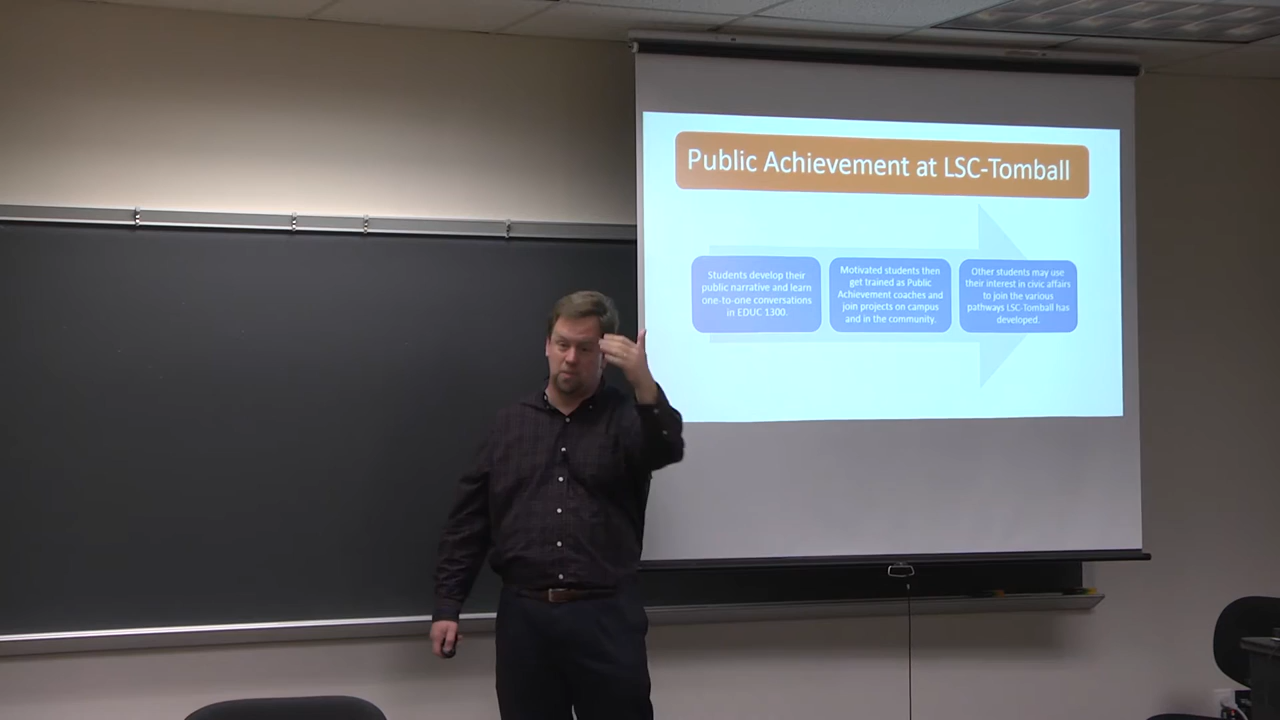 Public Achievement at LSC-Tomball
Students develop their
public narrative and learn
one-to-one conversations
in EDUC 1300.
Motivated students then
get trained as Public
Achievement coaches and
join projects on campus
and in the community.
Other students may use
their interest in civic affairs
to join the various
pathways LSC-Tomball has
developed.